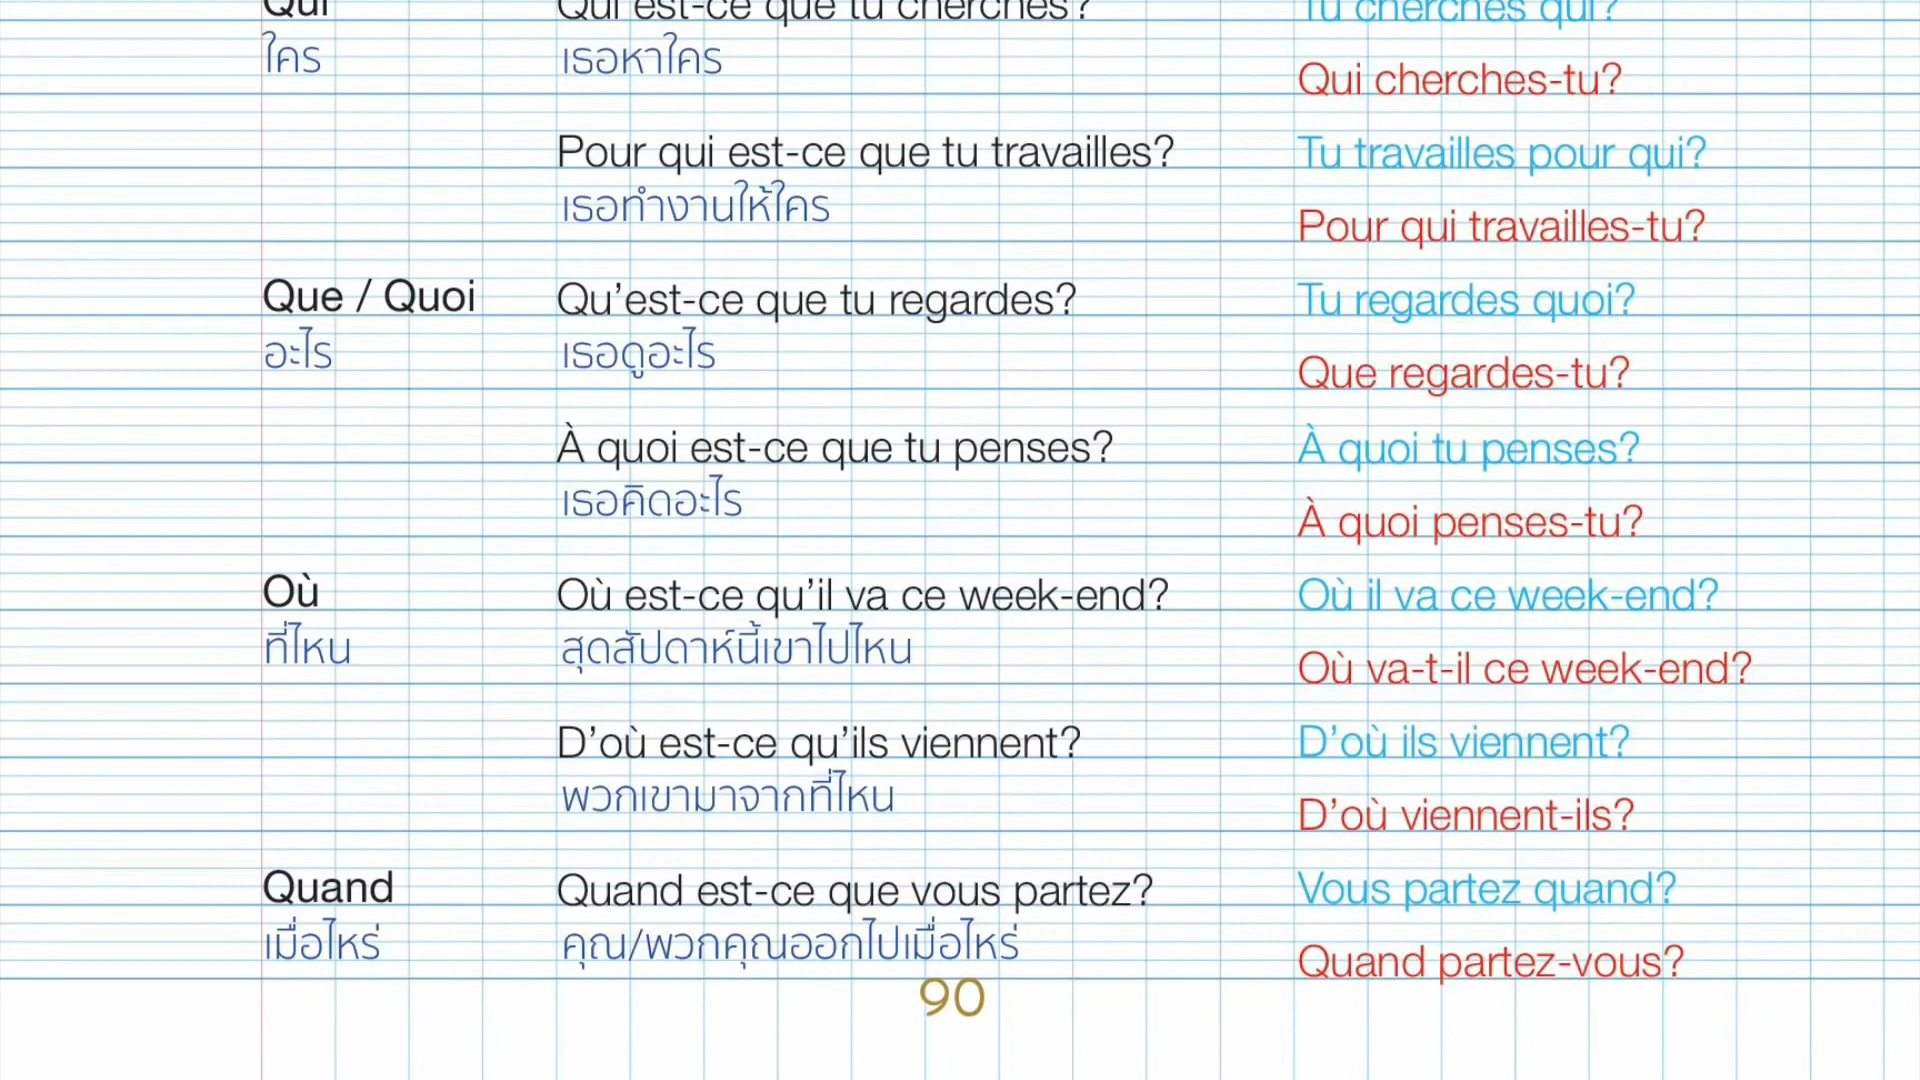 Qui
Qui est-ce que tu cherches?
Tu cherches qui?
ใคร
เธอหาใคร
Qui cherches-tu?
Pour qui est-ce que tu travailles?
Tu travailles pour qui?
เธอทำงานให้ใคร
Pour qui travailles-tu?
Que / Quoi
Qu’est-ce que tu regardes?
Tu regardes quoi?
อะไร
เธอดูอะไร
Que regardes-tu?
À quoi est-ce que tu penses?
À quoi tu penses?
เธอคิดอะไร
À quoi penses-tu?
Où
Où est-ce qu’il va ce week-end?
Où il va ce week-end?
ที่ไหน
สุดสัปดาห์นี้เขาไปไหน
Où va-t-il ce week-end?
D’où est-ce qu’ils viennent?
D’où ils viennent?
พวกเขามาจากที่ไหน
D’où viennent-ils?
Quand
Quand est-ce que vous partez?
Vous partez quand?
เมื่อไหร่
คุณ/พวกคุณออกไปเมื่อไหร่
Quand partez-vous?
90